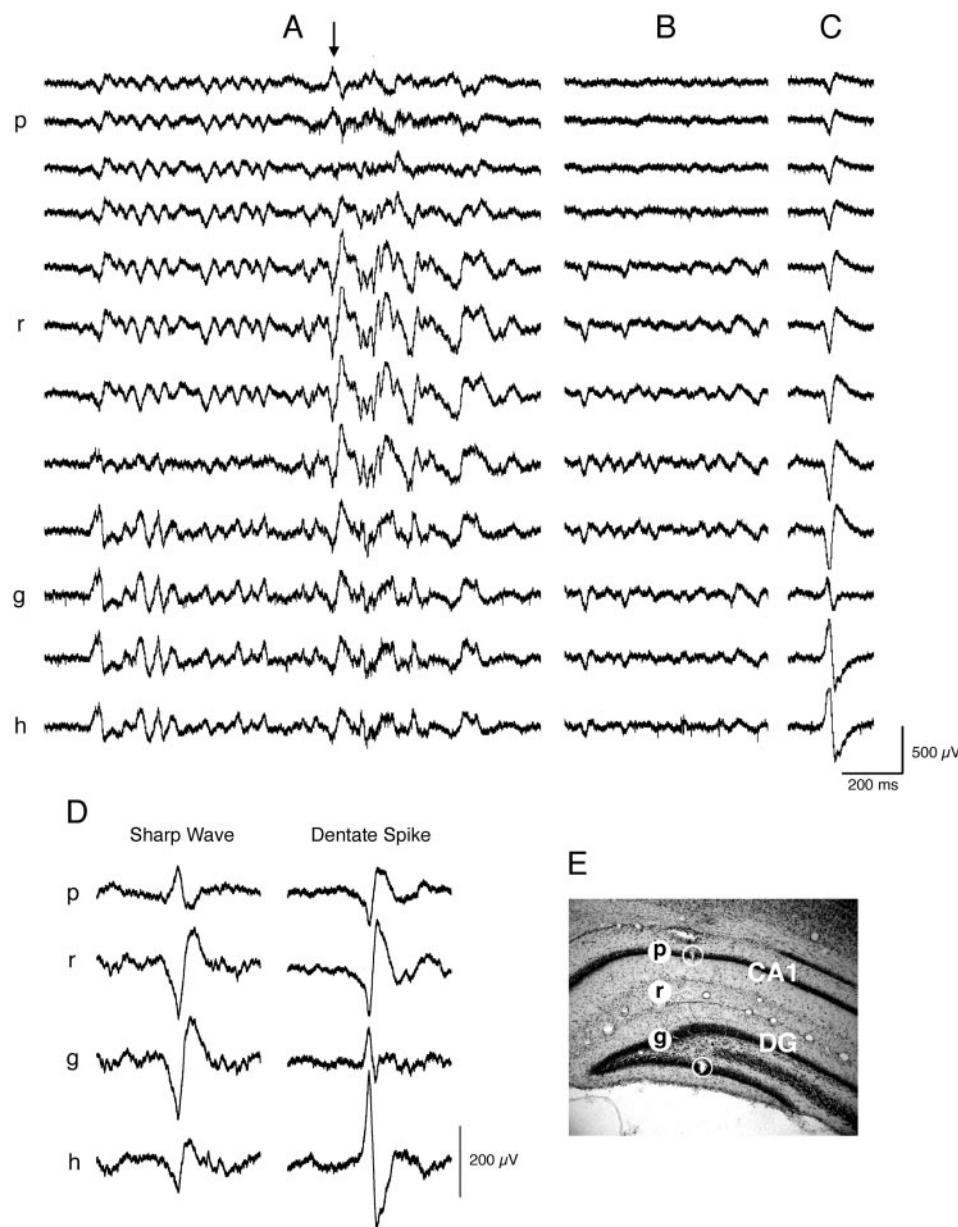 A
B
C
p
r
g
h
500 µV
200 ms
D
Sharp Wave
Dentate Spike
p
r
g
h
200 µV
E
p
CA1
r
g
DG